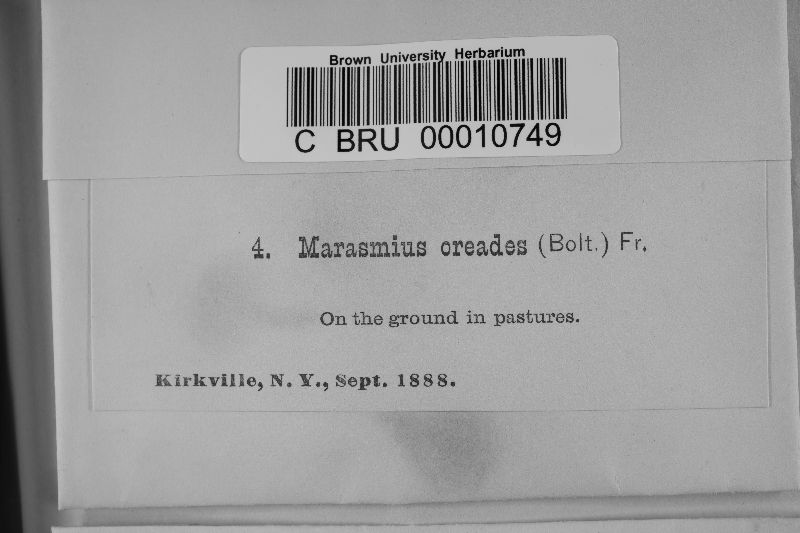 Brown University Herbarium
C BRU 00010749
4. Marasmius oreades (Bolt.) Fr.
On the ground in pastures.
Kirkville, N. Y., Sept. 1888.